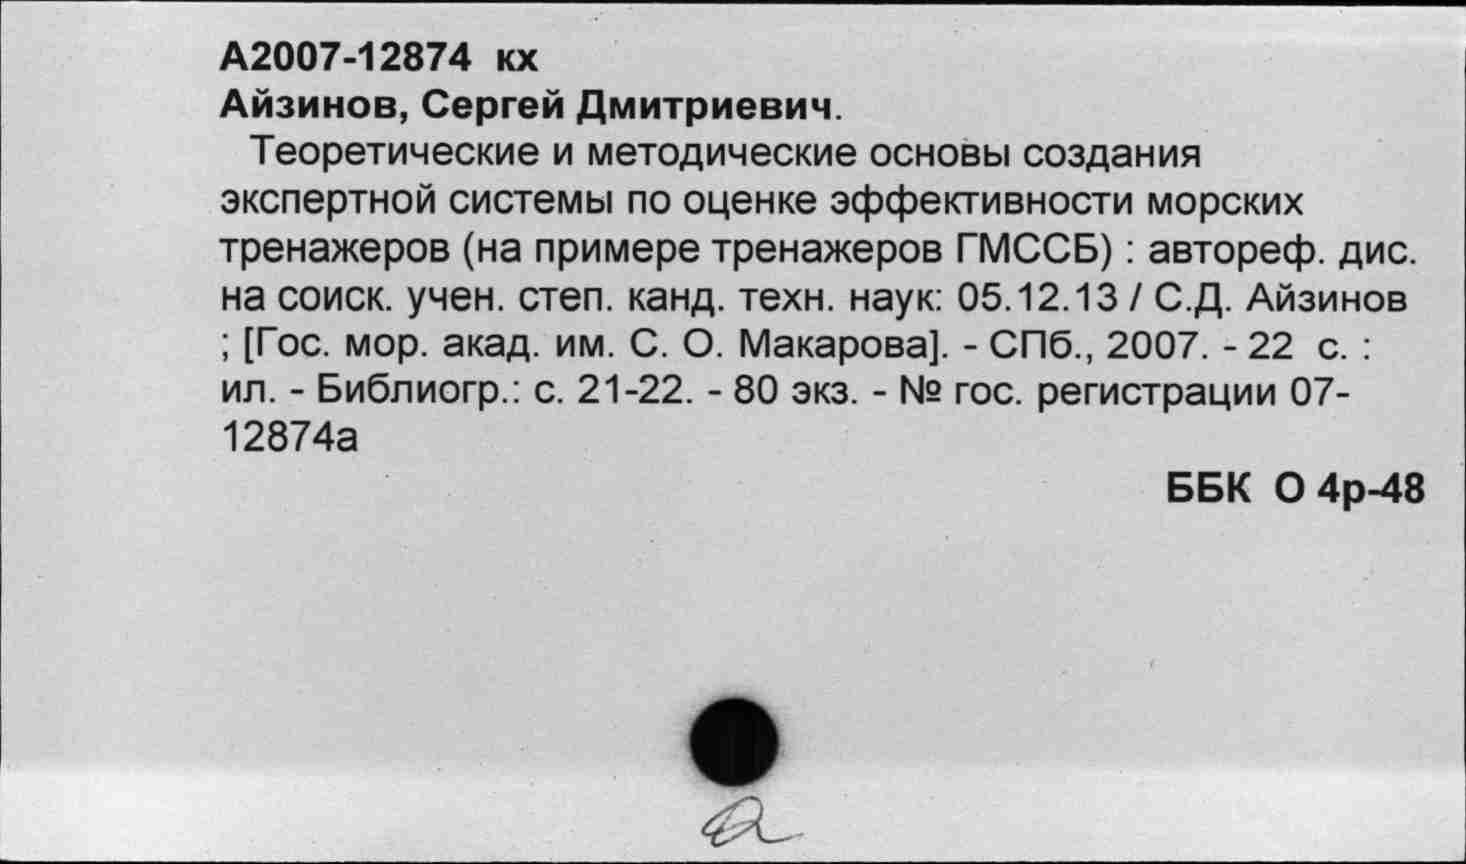 А2007-12874 кх
Айзинов, Сергей Дмитриевич.
Теоретические и методические основы создания
экспертной системы по оценке эффективности морских
тренажеров (на примере тренажеров ГМССБ) : автореф. дис.
на соиск. учен. степ. канд. техн. наук: 05.12.13 / С.Д. Айзинов
; [Гос. мор. акад. им. С. О. Макарова]. - СПб., 2007. - 22 с. :
ил. - Библиогр.: с. 21-22. - 80 экз. - № гос. регистрации 07-
12874а
ББК О 4р-48